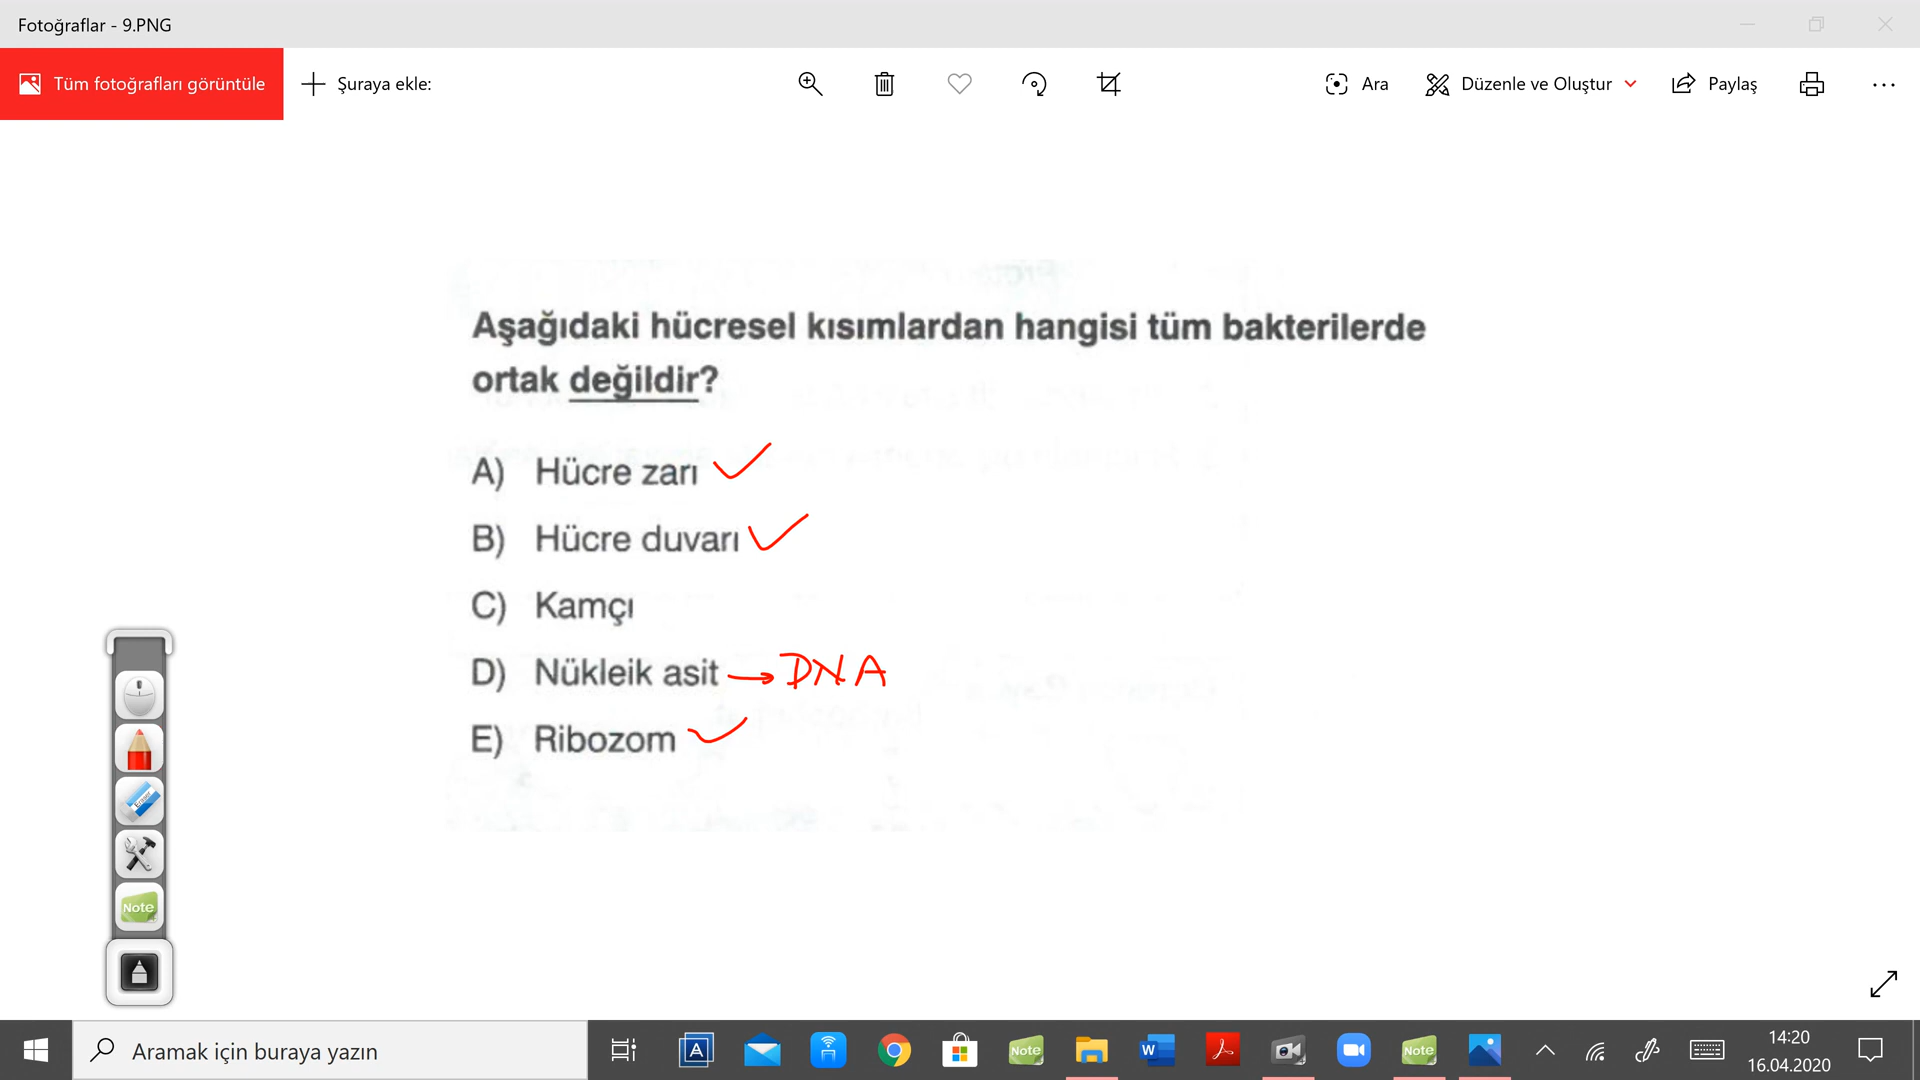 Fotoğraflar - 9.PNG
Tüm fotoğrafları görüntüle
Şuraya ekle:
Ara
Düzenle ve Oluştur
Paylaş
Aşağıdaki hücresel kısımlardan hangisi tüm bakterilerde
ortak değildir?
A) Hücre zarı
B) Hücre duvarı
C) Kamçı
D) Nükleik asit → DNA
E) Ribozom
Note
Aramak için buraya yazın
A
Note
W
Note
14:20
16.04.2020